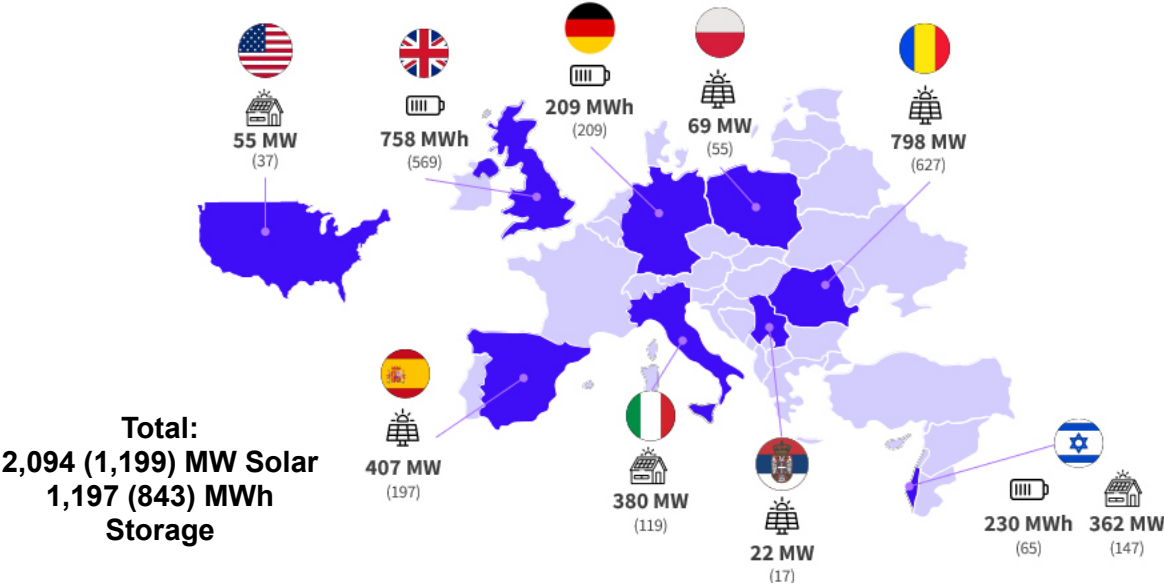 55 MW
(37)
758 MWh
(569)
209 MWh
(209)
69 MW
(55)
798 MW
(627)
407 MW
(197)
380 MW
(119)
22 MW
(17)
230 MWh
(65)
362 MW
(147)
Total:
2,094 (1,199) MW Solar
1,197 (843) MWh
Storage